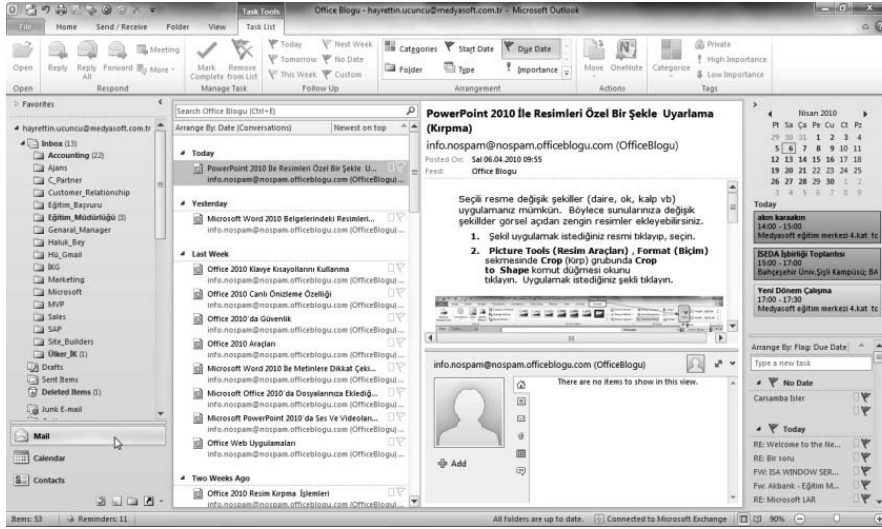 Task Tools
Office Blogu - hayrettin.ucuncu@medyasoft.com.tr - Microsoft Outlook
File Home Send / Receive Folder View Task List
Open
Reply
Reply All
Forward
Meeting
More
Mark Complete
Remove from List
Today
Tomorrow
This Week
Next Week
No Date
Custom
Categories
Start Date
Due Date
Folder
Type
Importance
Move
OneNote
Categorize
Private
High Importance
Low Importance
Open Respond Manage Task Follow Up Arrangement Actions Tags
Favorites
hayrettin.ucuncu@medyasoft.com.tr
Inbox (13)
Accounting (22)
Ajans
C_Partner
Customer_Relationship
Eğitim_Başvuru
Eğitim_Müdürlüğü (3)
Genaral_Manager
Haluk_Bey
Hü_Gmail
İKG
Marketing
Microsoft
MVP
Sales
SAP
Site_Builders
Ülker_İK (1)
Drafts
Sent Items
Deleted Items (1)
Junk E-mail
Mail
Calendar
Contacts
Search Office Blogu (Ctrl+E)
Arrange By: Date (Conversations) Newest on top
Today
PowerPoint 2010 İle Resimleri Özel Bir Şekle U...
info.nospam@nospam.officeblogu.com (OfficeBlogu)...
Yesterday
Microsoft Word 2010 Belgelerindeki Resimleri...
info.nospam@nospam.officeblogu.com (OfficeBlogu)...
Last Week
Office 2010 Klavye Kısayollarını Kullanma
info.nospam@nospam.officeblogu.com (OfficeBlogu)...
Office 2010 Canlı Önizleme Özelliği
info.nospam@nospam.officeblogu.com (OfficeBlogu)...
Office 2010'da Güvenlik
info.nospam@nospam.officeblogu.com (OfficeBlogu)...
Office 2010 Araçları
info.nospam@nospam.officeblogu.com (OfficeBlogu)...
Microsoft Word 2010 İle Metinlere Dikkat Çeki...
info.nospam@nospam.officeblogu.com (OfficeBlogu)...
Microsoft Office 2010'da Dosyalarınıza Eklediğ...
info.nospam@nospam.officeblogu.com (OfficeBlogu)...
Microsoft PowerPoint 2010'da Ses Ve Videoları...
info.nospam@nospam.officeblogu.com (OfficeBlogu)...
Office Web Uygulamaları
info.nospam@nospam.officeblogu.com (OfficeBlogu)...
Two Weeks Ago
Office 2010 Resim Kırpma İşlemleri
info.nospam@nospam.officeblogu.com (OfficeBlogu)...
PowerPoint 2010 İle Resimleri Özel Bir Şekle Uyarlama
(Kırpma)
info.nospam@nospam.officeblogu.com (OfficeBlogu)
Posted On: Sal 06.04.2010 09:55
Feed: Office Blogu
Seçili resme değişik şekiller (daire, ok, kalp vb)
uygulamanız mümkün. Böylece sunularınıza değişik
şekillder görsel açıdan zengin resimler ekleyebilirsiniz.
1. Şekil uygulamak istediğiniz resmi tıklayıp, seçin.
2. Picture Tools (Resim Araçları) , Format (Biçim)
sekmesinde Crop (Kırp) grubunda Crop
to Shape komut düğmesi okunu
tıklayın. Uygulamak istediğiniz şekli tıklayın.
info.nospam@nospam.officeblogu.com (OfficeBlogu)
There are no items to show in this view.
Add
Nisan 2010
Pt Sa Ça Pe Cu Ct Pz
29 30 31 1 2 3 4
5 6 7 8 9 10 11
12 13 14 15 16 17 18
19 20 21 22 23 24 25
26 27 28 29 30 1 2
3 4 5 6 7 8 9
Today
akın karaakın
14:00 - 15:00
Medyasoft eğitim merkezi 4.kat tc
İSEDA İşbirliği Toplantısı
15:00 - 17:00
Bahçeşehir Üniv.Şişli Kampüsü; BA
Yeni Dönem Çalışma
17:00 - 17:30
Medyasoft eğitim merkezi 4.kat tc
Arrange By: Flag: Due Date
Type a new task
No Date
Carsamba Isler
Today
RE: Welcome to the Ne...
RE: Bir soru
FW: ISA WINDOW SER...
Fw: Akbank - Eğitim M...
RE: Microsoft LAR
Items: 53 Reminders: 11 All folders are up to date. Connected to Microsoft Exchange 90%